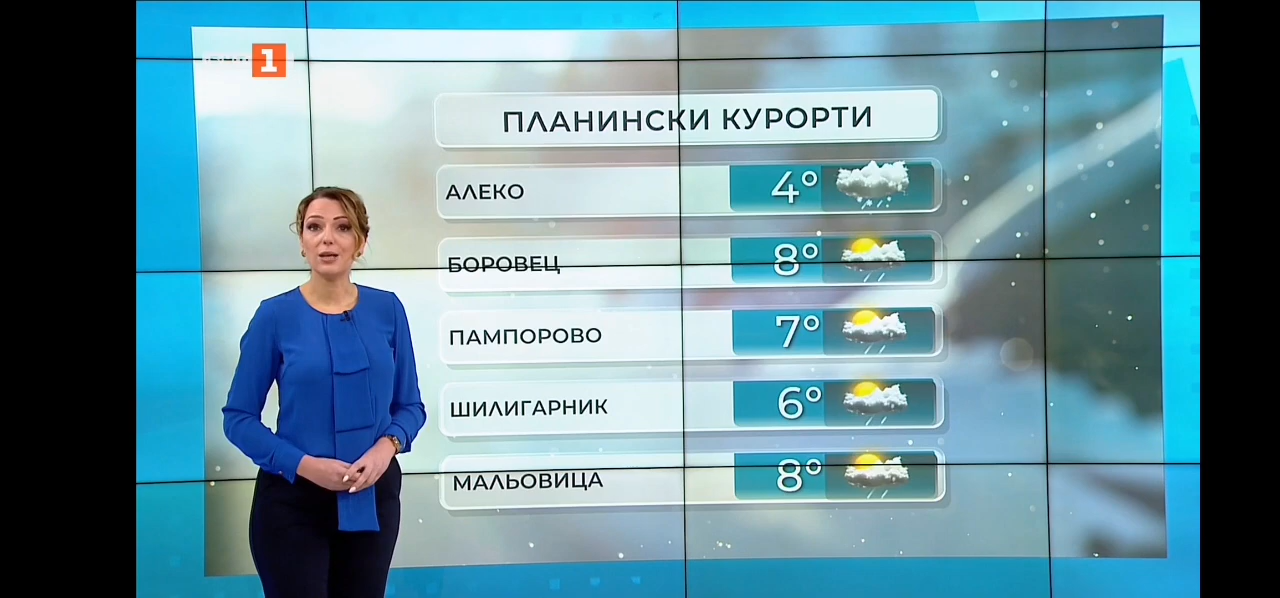 1
ПЛАНИНСКИ КУРОРТИ
АЛЕКО 4°
БОРОВЕЦ 8°
ПАМПОРОВО 7°
ШИЛИГАРНИК 6°
МАЛЬОВИЦА 8°